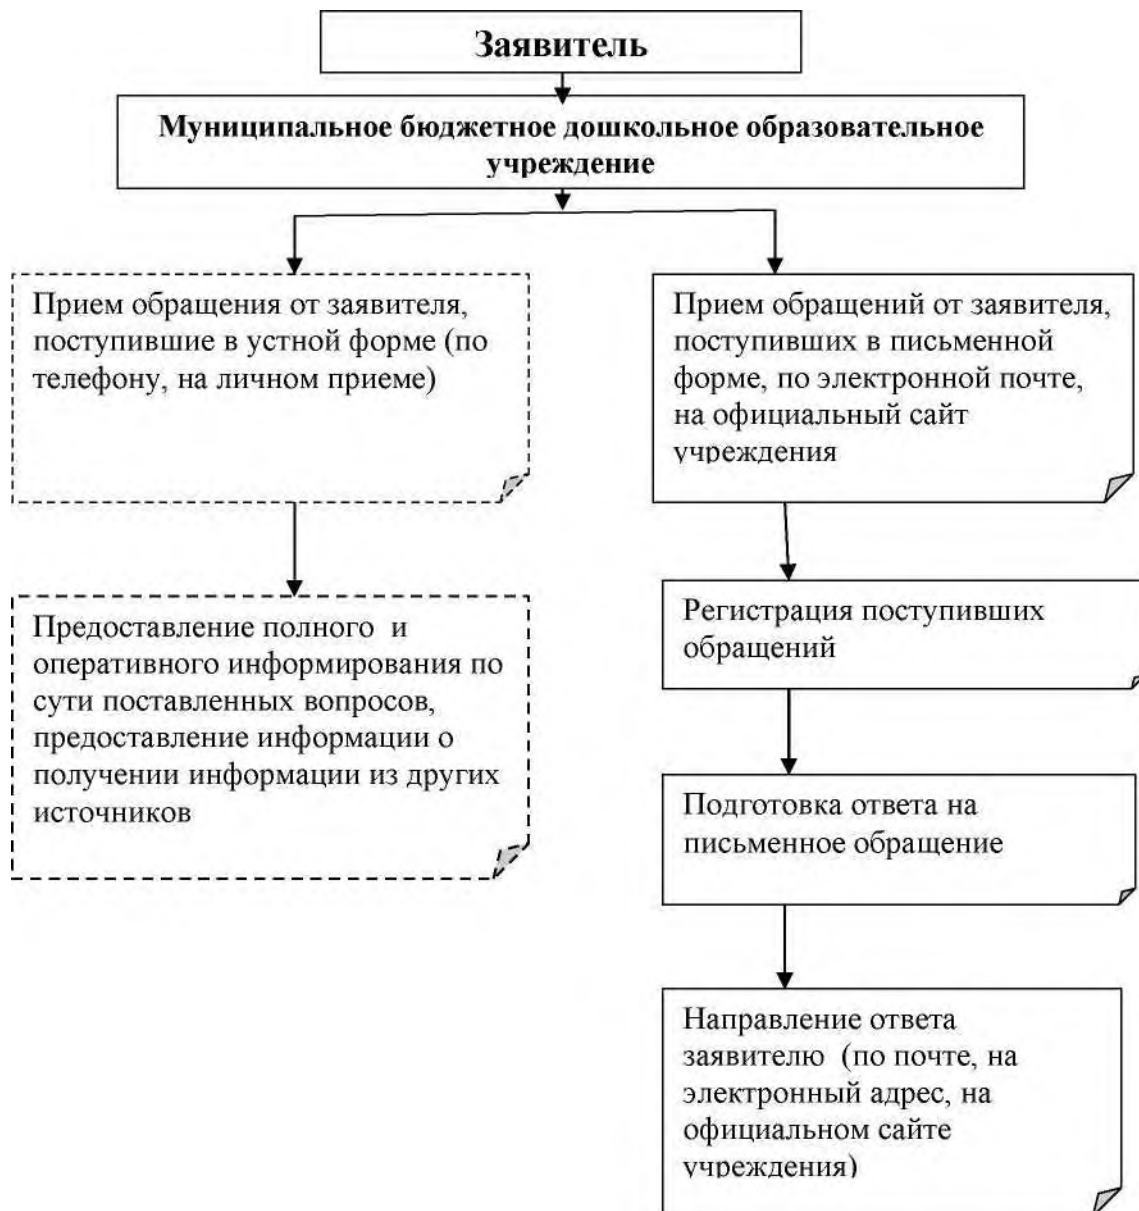 Заявитель
Муниципальное бюджетное дошкольное образовательное
учреждение
Прием обращения от заявителя,
поступившие в устной форме (по
телефону, на личном приеме)
Прием обращений от заявителя,
поступивших в письменной
форме, по электронной почте,
на официальный сайт
учреждения
Предоставление полного и
оперативного информирования по
сути поставленных вопросов,
предоставление информации о
получении информации из других
источников
Регистрация поступивших
обращений
Подготовка ответа на
письменное обращение
Направление ответа
заявителю (по почте, на
электронный адрес, на
официальном сайте
учреждения)